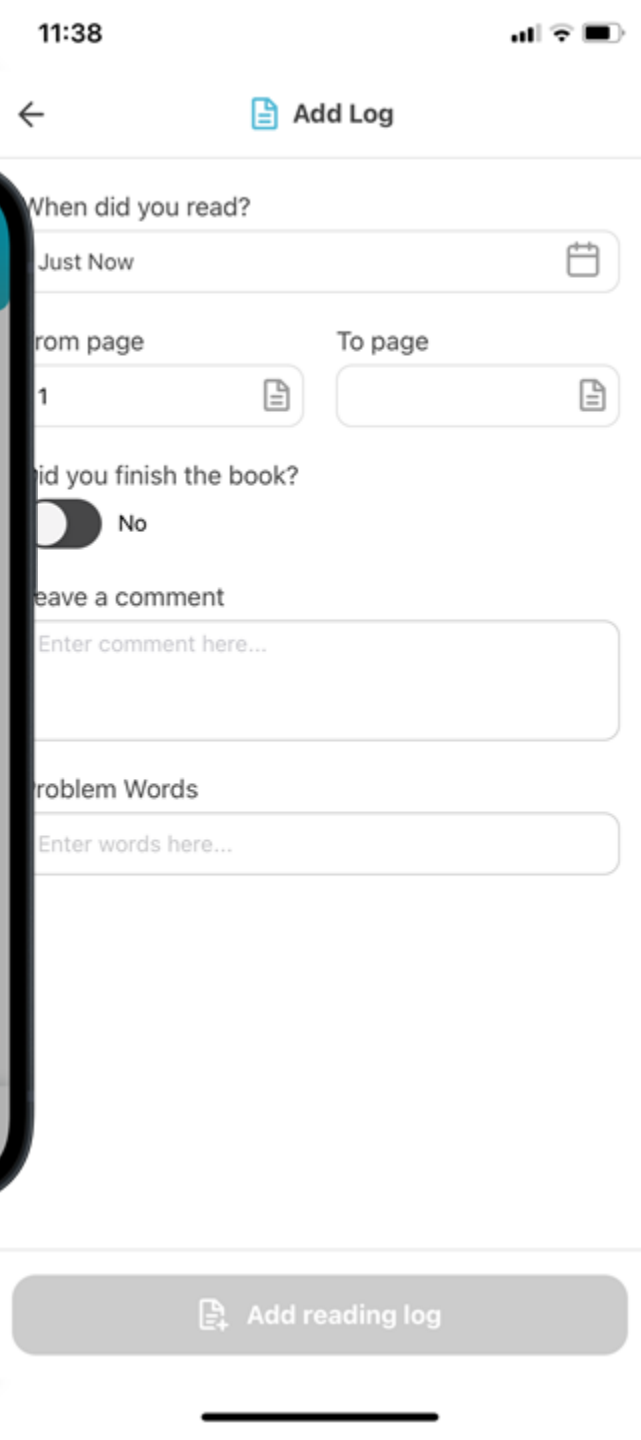 11:38
Add Log
When did you read?
Just Now
rom page To page
1
id you finish the book?
No
eave a comment
Enter comment here...
roblem Words
Enter words here...
Add reading log